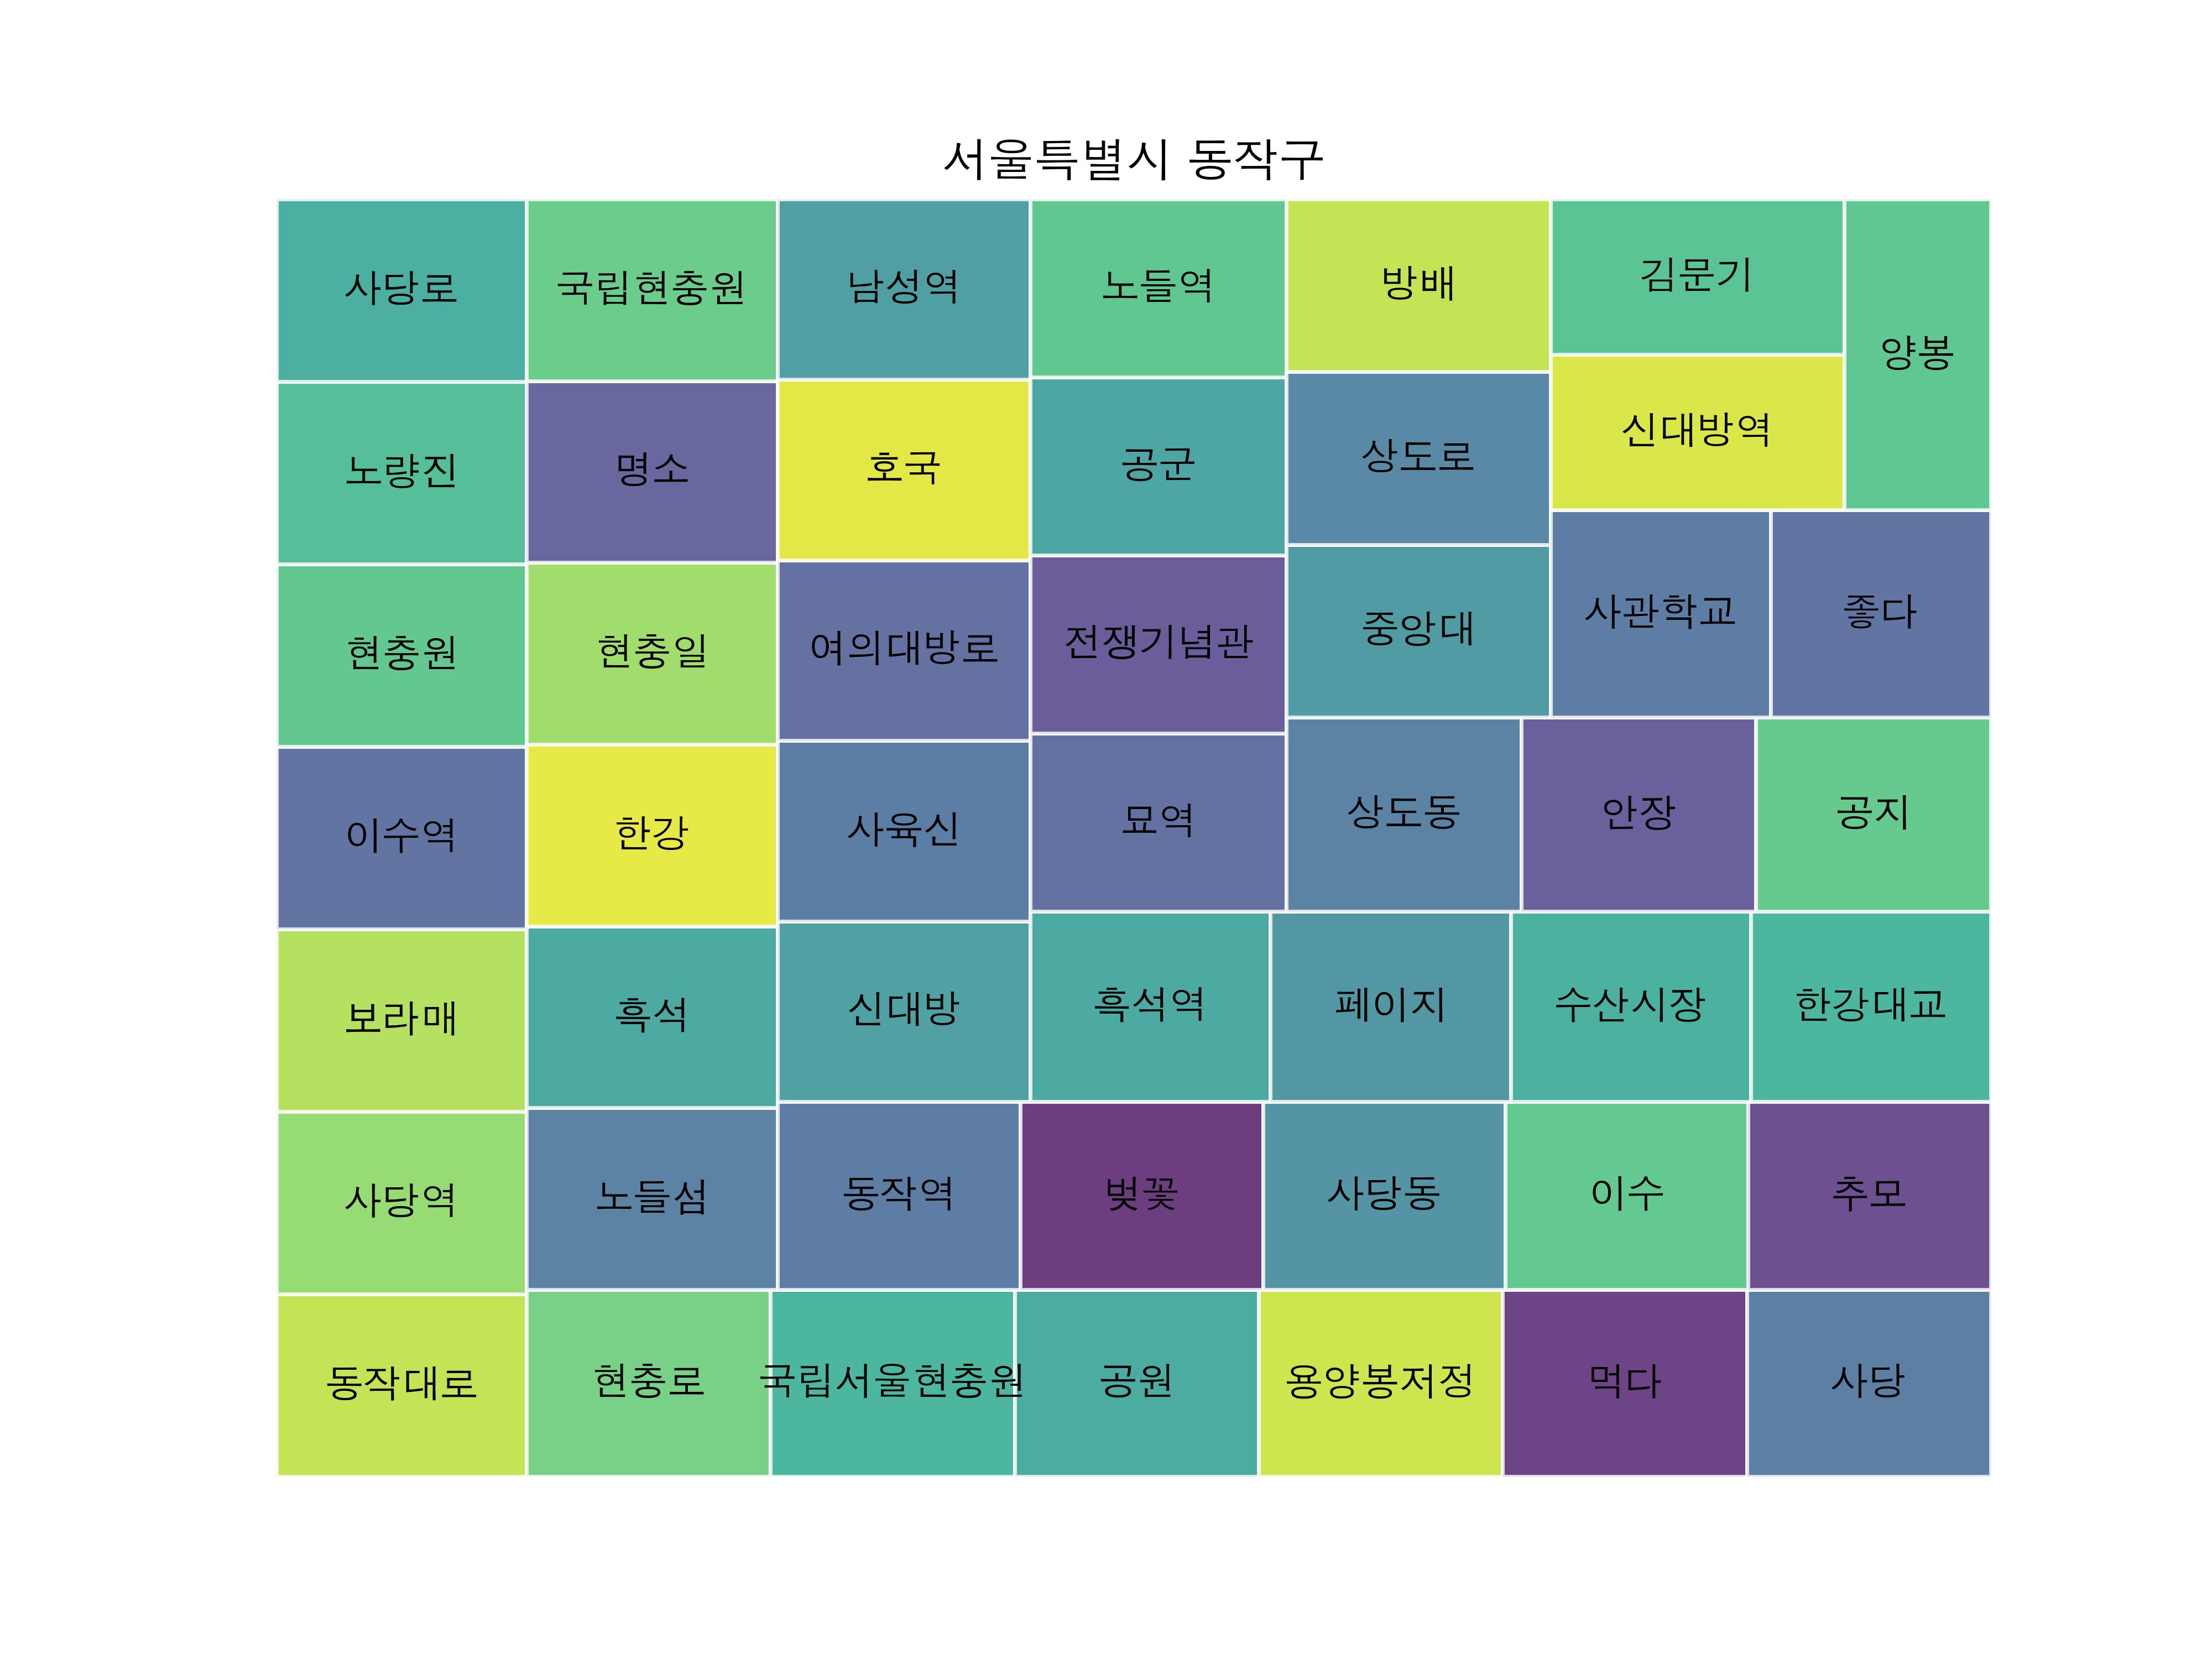 서울특별시 동작구
사당로
국립현충원
남성역
노들역
방배
김문기
양봉
노량진
명소
호국
공군
상도로
신대방역
현충원
현충일
여의대방로
전쟁기념관
중앙대
사관학교
좋다
이수역
한강
사육신
묘역
상도동
안장
공지
보라매
흑석
신대방
흑석역
페이지
수산시장
한강대교
사당역
노들섬
동작역
벚꽃
사당동
이수
추모
동작대로
현충로
국립서울현충원
공원
용양봉저정
먹다
사당